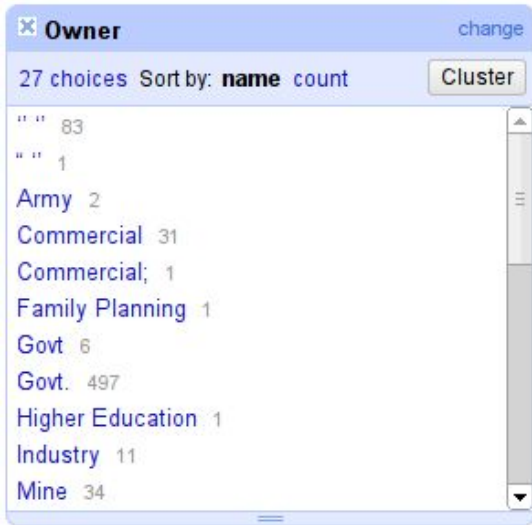 Owner change
27 choices Sort by: name count Cluster
" " 83
“ " 1
Army 2
Commercial 31
Commercial; 1
Family Planning 1
Govt 6
Govt. 497
Higher Education 1
Industry 11
Mine 34